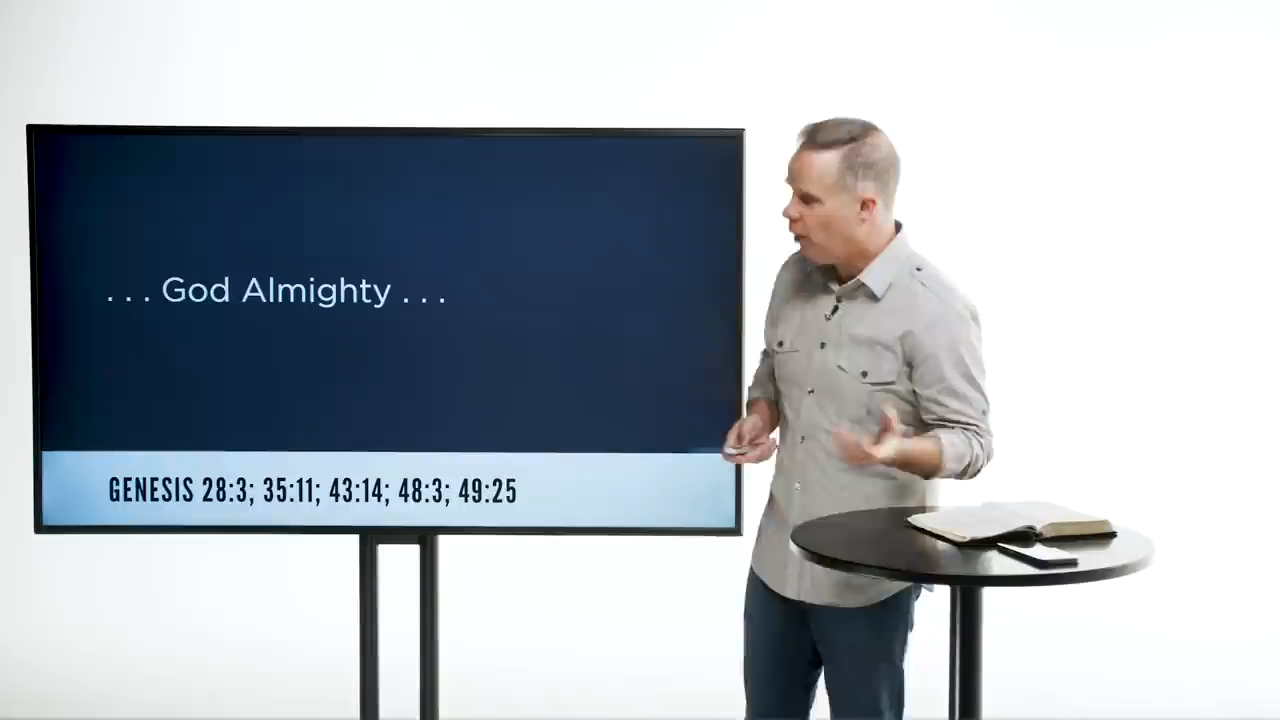 . . . God Almighty . . .
GENESIS 28:3; 35:11; 43:14; 48:3; 49:25